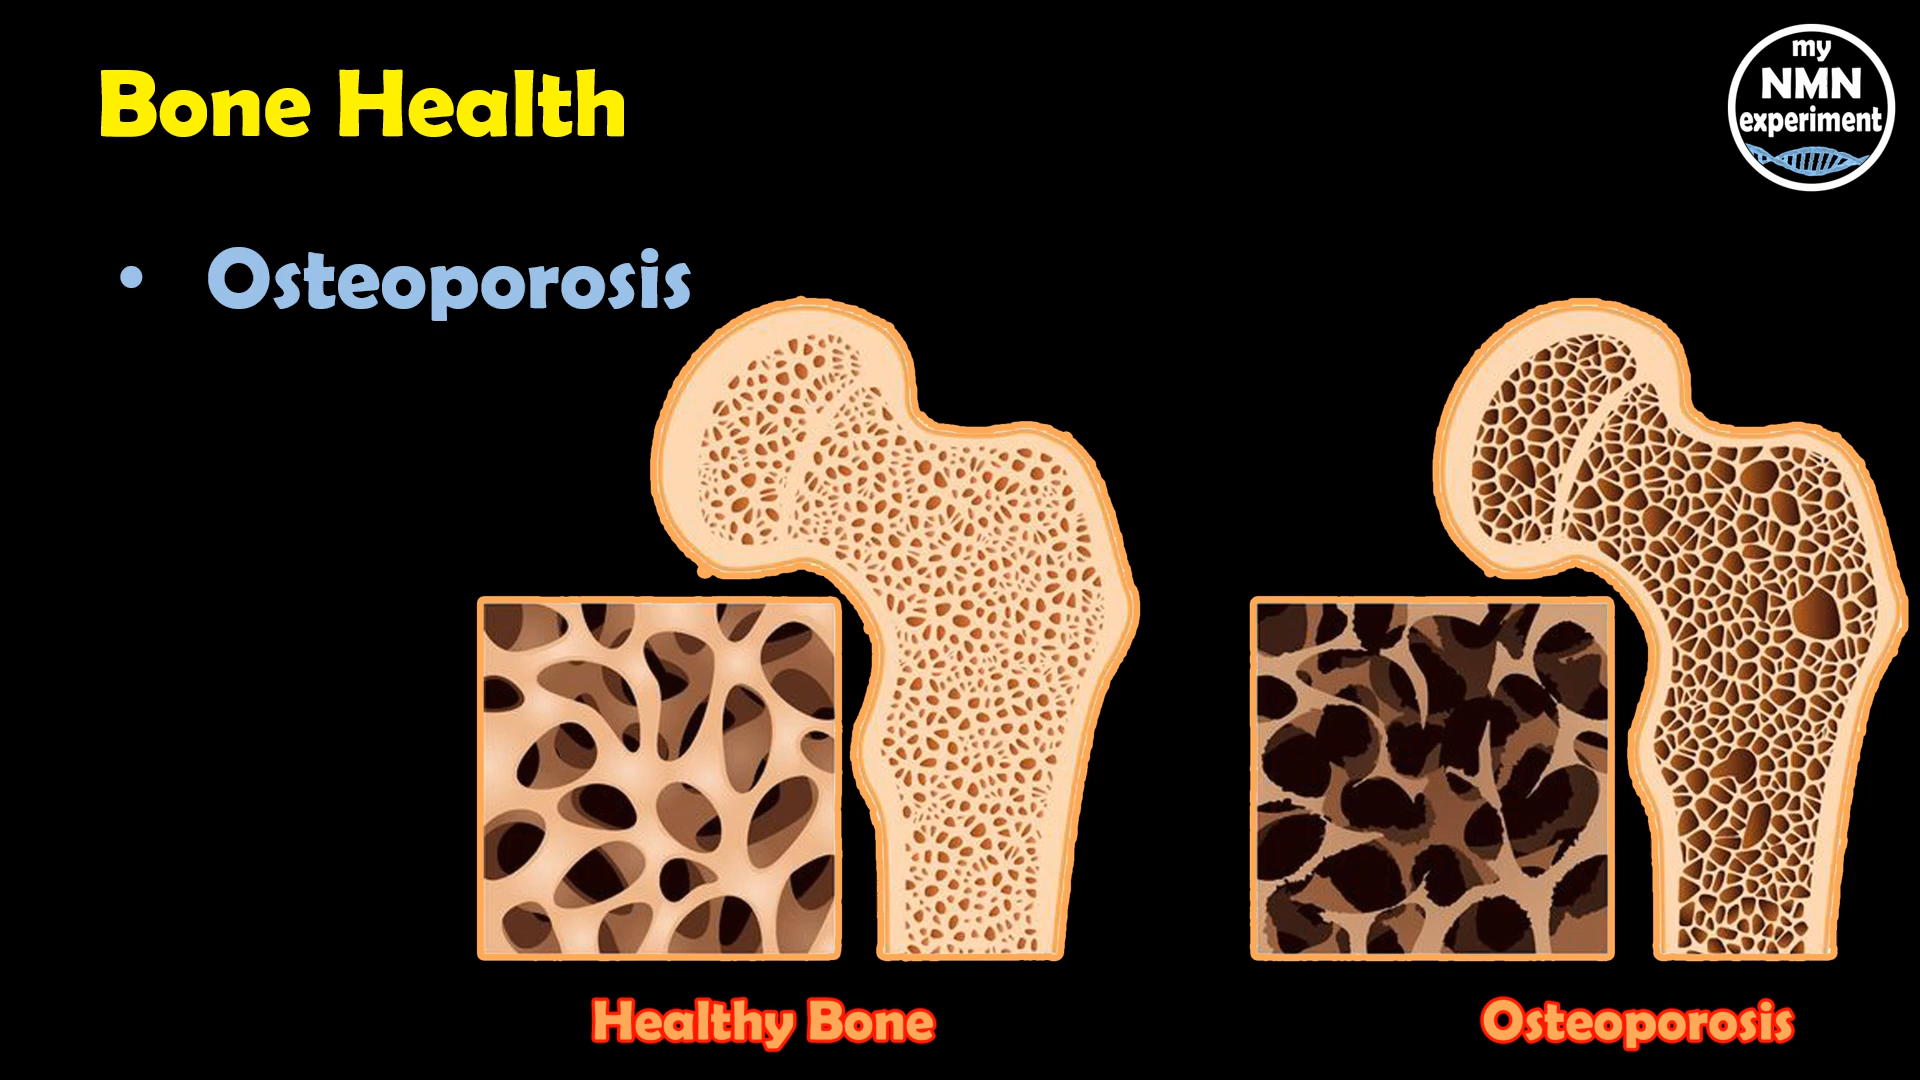 Bone Health
my
NMN
experiment
• Osteoporosis
Healthy Bone
Osteoporosis